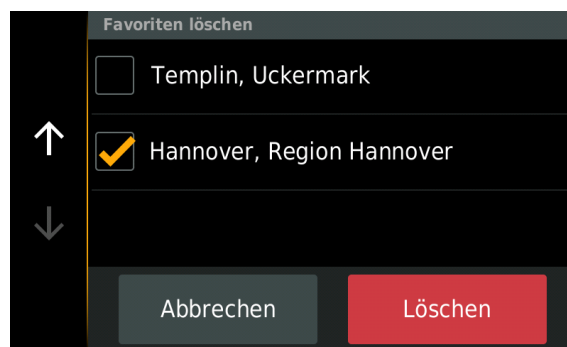 Favoriten löschen
Templin, Uckermark
Hannover, Region Hannover
Abbrechen
Löschen